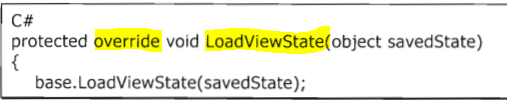 C#
protected override void LoadViewState(object savedState)
{
base.LoadViewState(savedState);